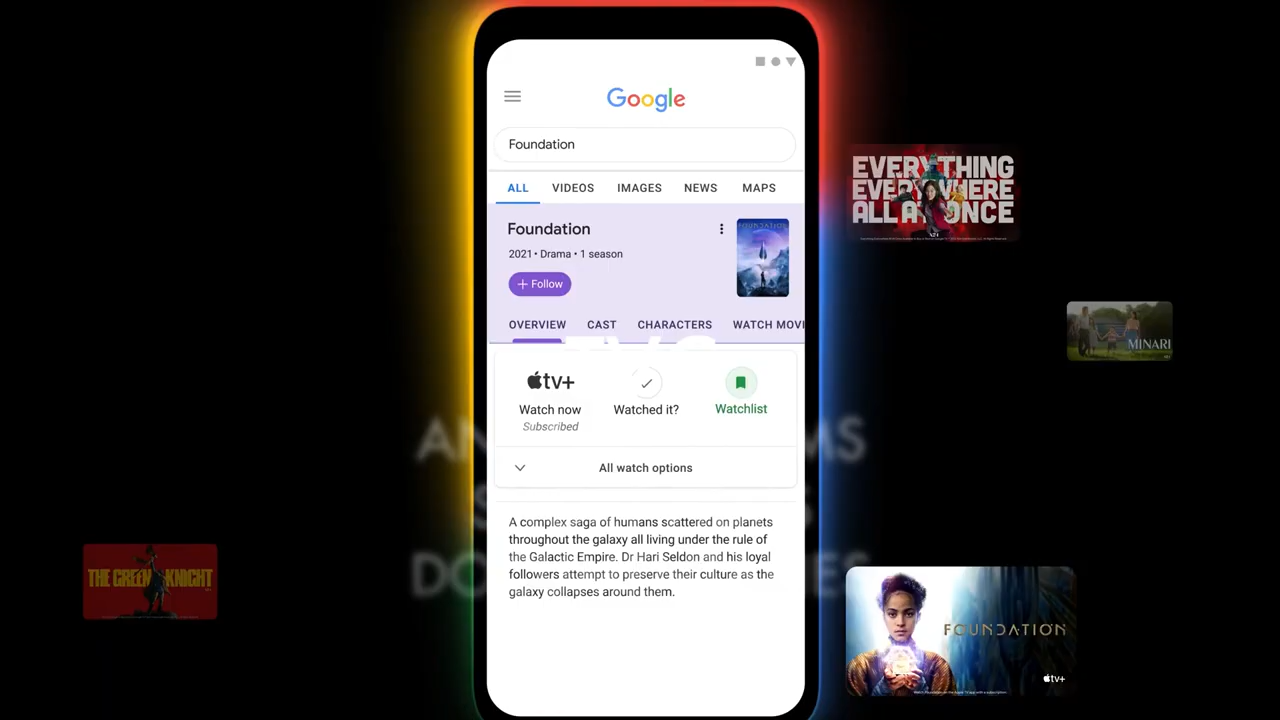 Google
Foundation
ALL VIDEOS IMAGES NEWS MAPS
Foundation
2021 • Drama • 1 season
+ Follow
FOUNDATION
OVERVIEW CAST CHARACTERS WATCH MOVI
tv+
Watch now
Subscribed
Watched it?
Watchlist
All watch options
A complex saga of humans scattered on planets
throughout the galaxy all living under the rule of
the Galactic Empire. Dr Hari Seldon and his loyal
followers attempt to preserve their culture as the
galaxy collapses around them.
EVERYTHING
EVERYWHERE
ALL AT ONCE
MINARI
THE GREEN KNIGHT
FOUNDATION
tv+